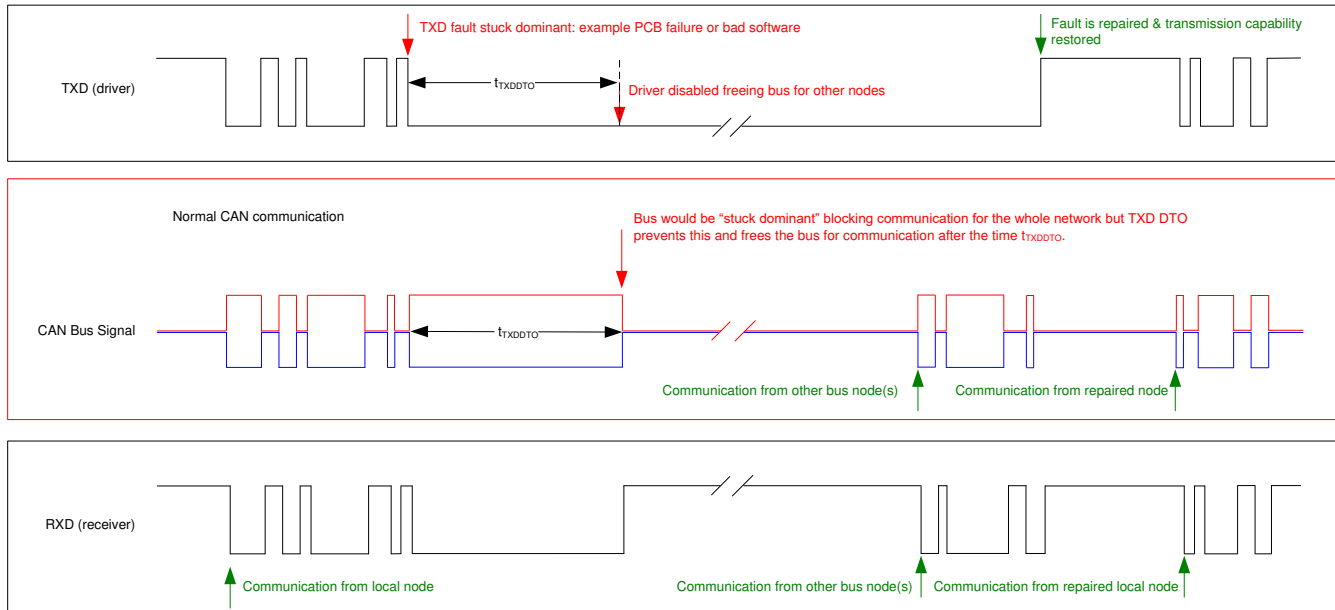 TXD fault stuck dominant: example PCB failure or bad software
Fault is repaired & transmission capability
restored
TXD (driver)
tTXDDTO
Driver disabled freeing bus for other nodes
Normal CAN communication
Bus would be “stuck dominant” blocking communication for the whole network but TXD DTO
prevents this and frees the bus for communication after the time tTXDDTO.
CAN Bus Signal
tTXDDTO
Communication from other bus node(s)
Communication from repaired node
RXD (receiver)
Communication from local node
Communication from other bus node(s)
Communication from repaired local node